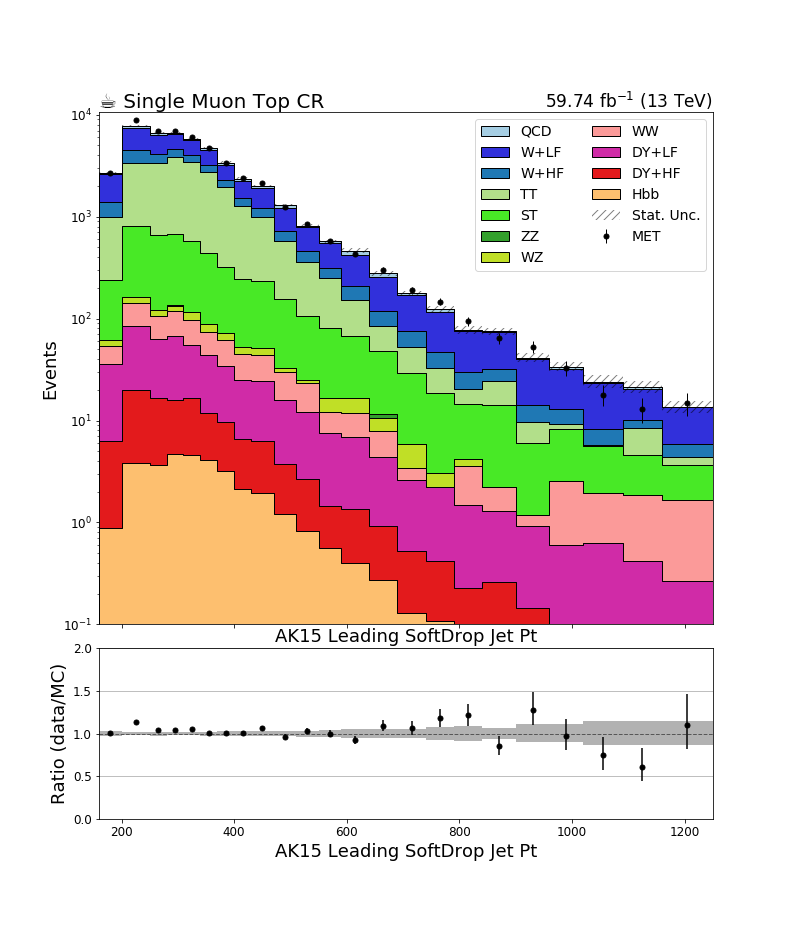 ☕ Single Muon Top CR
59.74 fb⁻¹ (13 TeV)
10⁴
10³
10²
10¹
10⁰
10⁻¹
Events
QCD
W+LF
W+HF
TT
ST
ZZ
WZ
WW
DY+LF
DY+HF
Hbb
Stat. Unc.
MET
AK15 Leading SoftDrop Jet Pt
2.0
1.5
1.0
0.5
0.0
Ratio (data/MC)
200 400 600 800 1000 1200
AK15 Leading SoftDrop Jet Pt